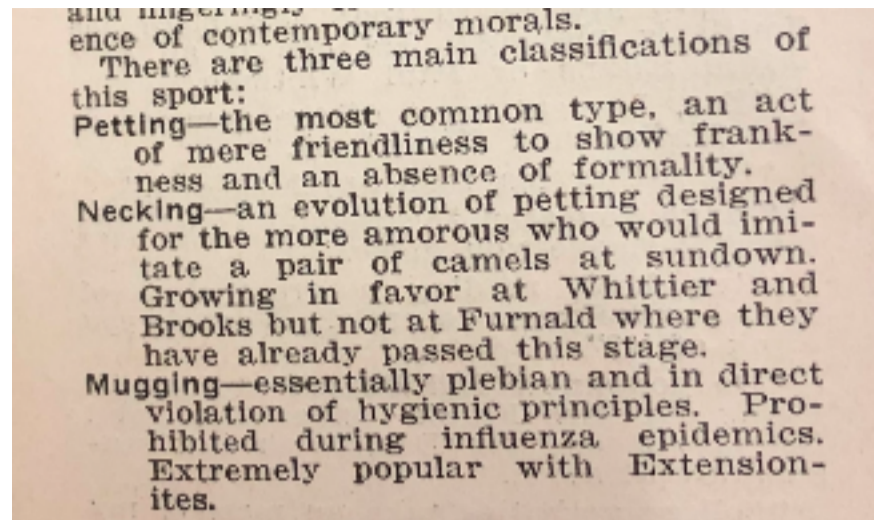 and lingeringly
ence of contemporary morals.
There are three main classifications of
this sport:
Petting—the most common type, an act
of mere friendliness to show frank-
ness and an absence of formality.
Necking—an evolution of petting designed
for the more amorous who would imi-
tate a pair of camels at sundown.
Growing in favor at Whittier and
Brooks but not at Furnald where they
have already passed this stage.
Mugging—essentially plebian and in direct
violation of hygienic principles. Pro-
hibited during influenza epidemics.
Extremely popular with Extension-
ites.